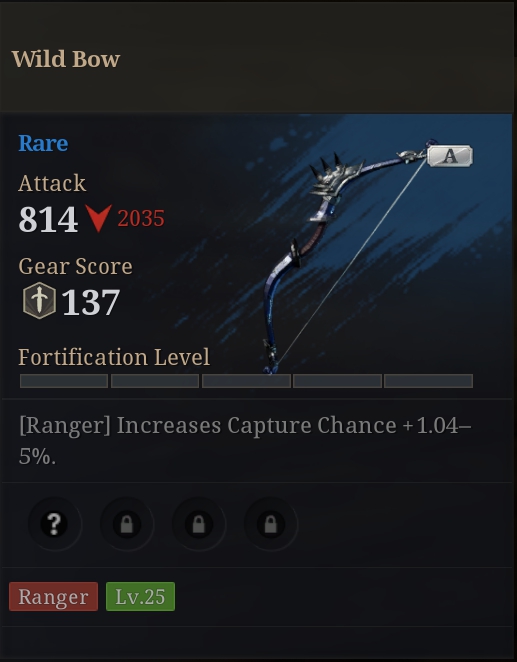 Wild Bow
Rare
A
Attack
814 2035
Gear Score
137
Fortification Level
[Ranger] Increases Capture Chance +1.04–
5%.
?
Ranger Lv.25